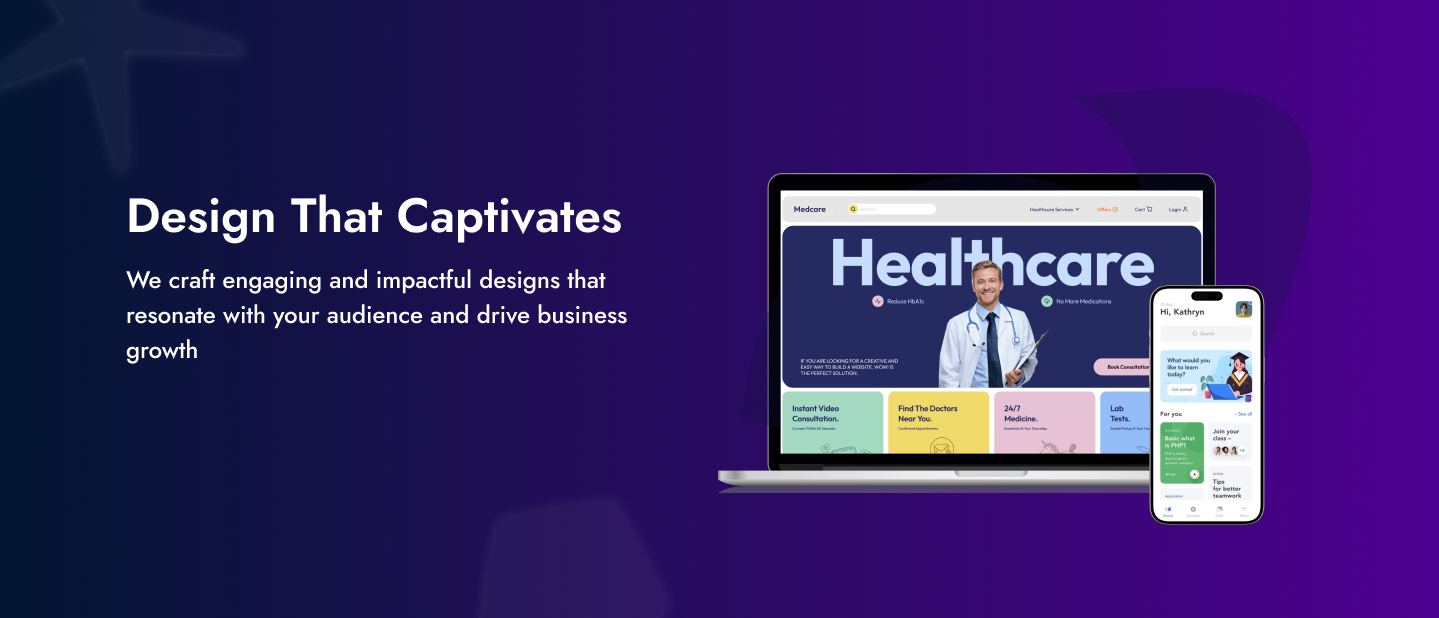 Design That Captivates
We craft engaging and impactful designs that
resonate with your audience and drive business
growth
Medcare
Healthcare Services
Offers
Cart
Login
Healthcare
Reduce HbA1c
No More Medications
IF YOU ARE LOOKING FOR A CREATIVE AND
EASY WAY TO BUILD A WEBSITE. WOW! IS
THE PERFECT SOLUTION.
Book Consultation
Instant Video
Consultation.
Connect Within 60 Seconds.
Find The Doctors
Near You.
Confirmed Appointments.
24/7
Medicine.
Essentials At Your Doorstep.
Lab
Tests.
Hi, Kathryn
Search
What would you
like to learn
today?
Get started
For you
See all
Basic what
is PHP?
Join your
class –
Article
Tips
for better
teamwork
Application
Home